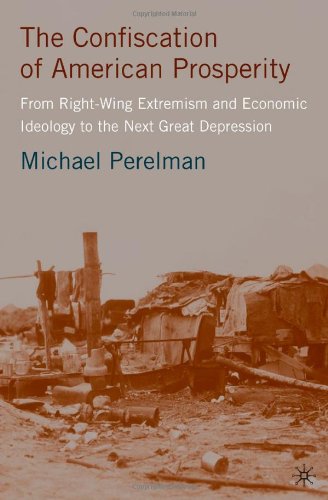 The Confiscation
of American Prosperity
From Right-Wing Extremism and Economic
Ideology to the Next Great Depression
Michael Perelman